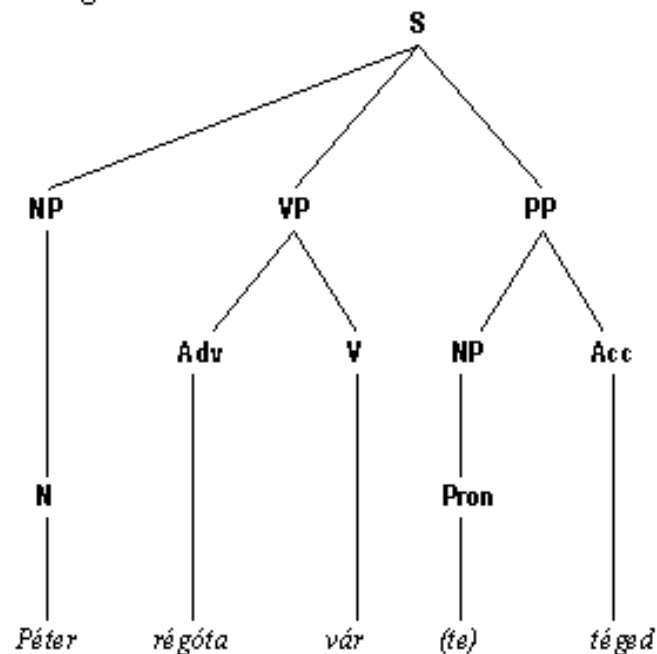 S
NP VP PP
Adv V NP Acc
N Pron
Péter régóta vár (te) téged